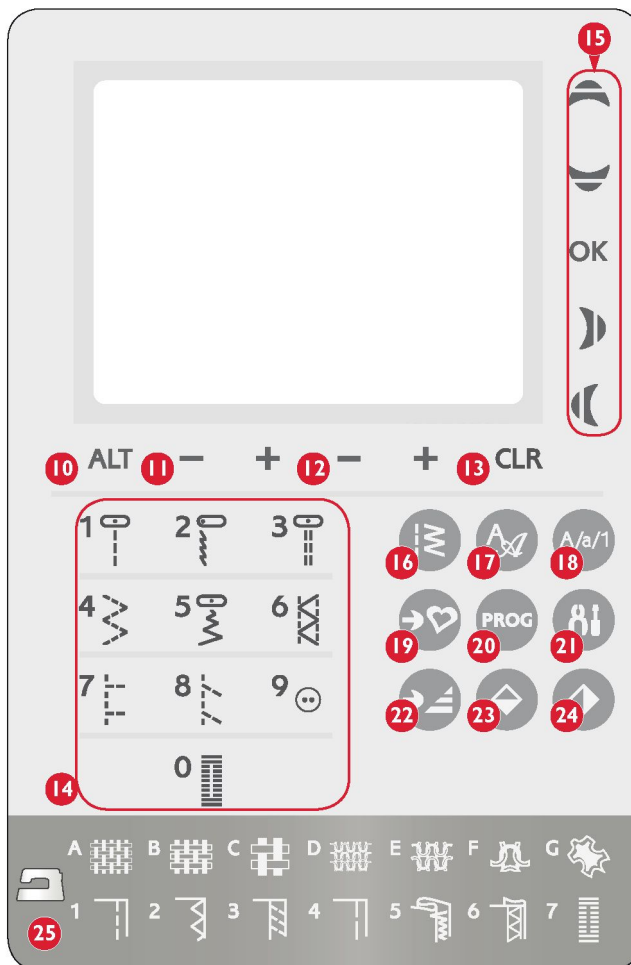 15
OK
10 ALT 11 − + 12 − + 13 CLR
1 2 3
16 17 A A/a/1 18
4 5 6
19 PROG 20 21
7 8 9
22 23 24
0
14
A B C D E F G
1 2 3 4 5 6 7
25